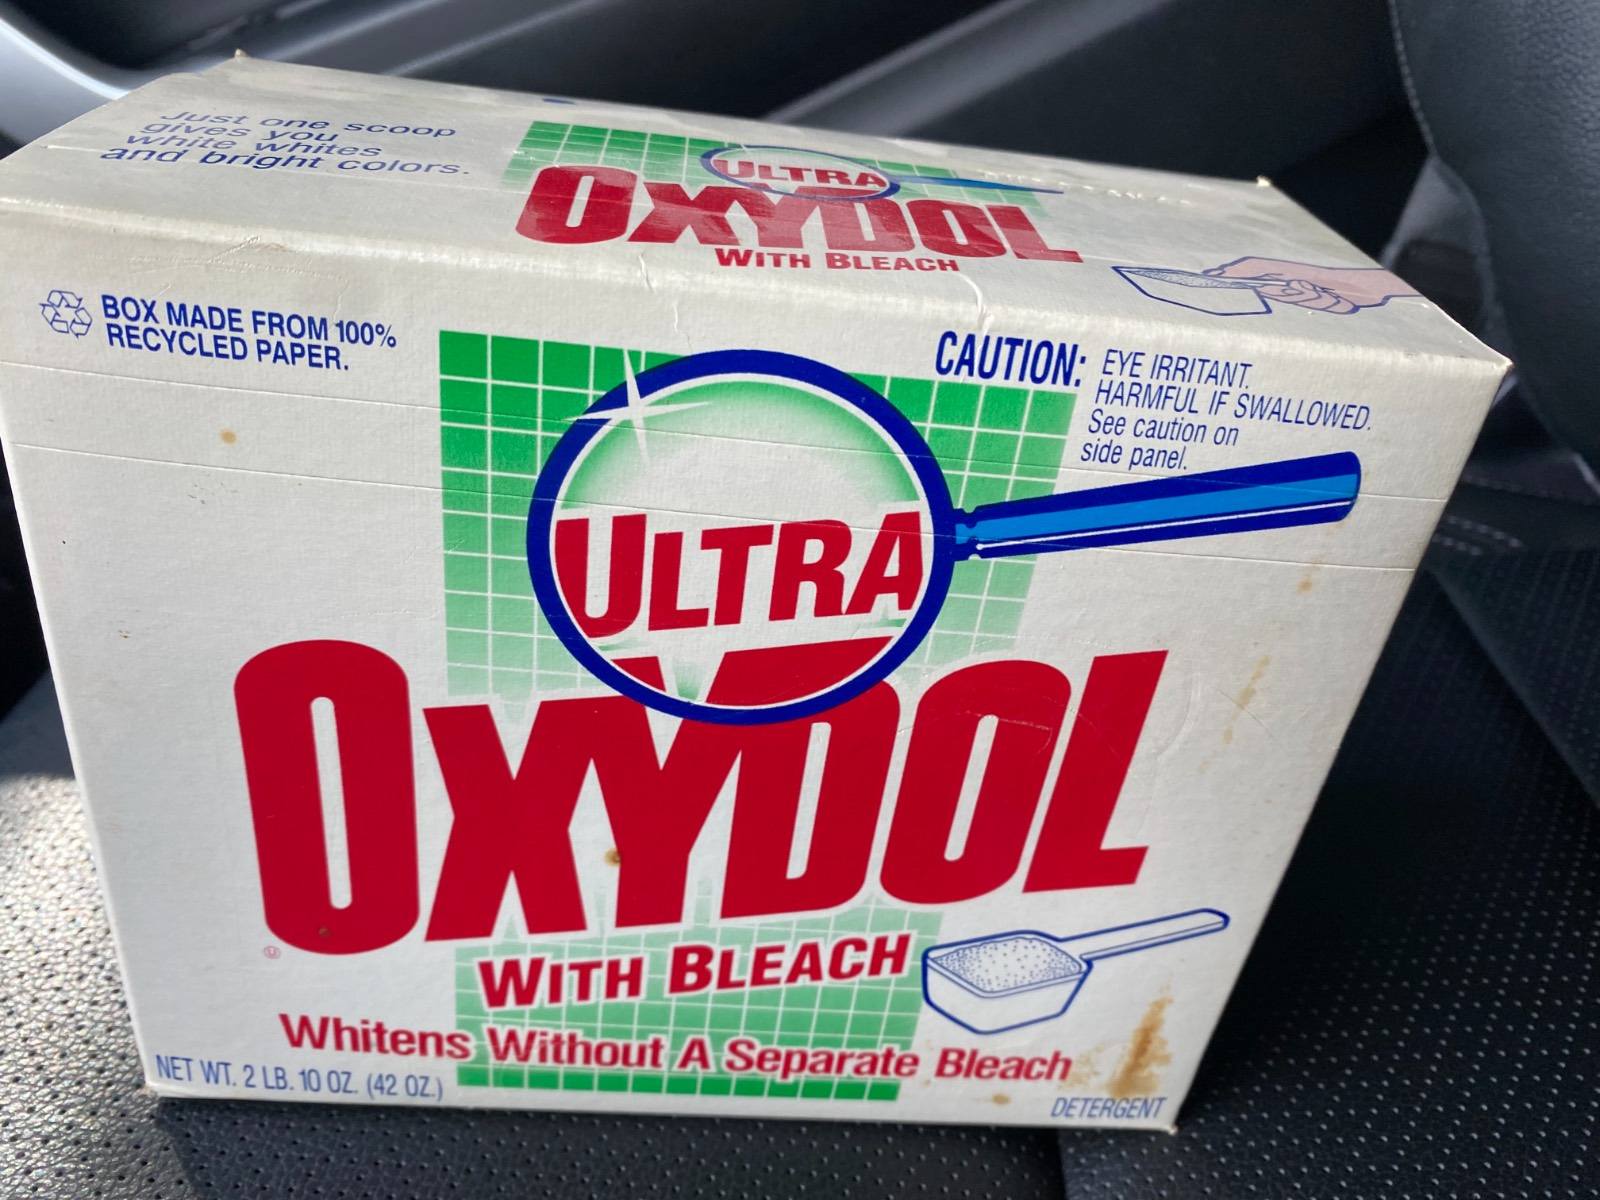 Just one scoop
gives you
white whites
and bright colors.
ULTRA
OXYDOL
WITH BLEACH
BOX MADE FROM 100%
RECYCLED PAPER.
CAUTION: EYE IRRITANT.
HARMFUL IF SWALLOWED.
See caution on
side panel.
ULTRA
OXYDOL
WITH BLEACH
Whitens Without A Separate Bleach
NET WT. 2 LB. 10 OZ. (42 OZ.)
DETERGENT